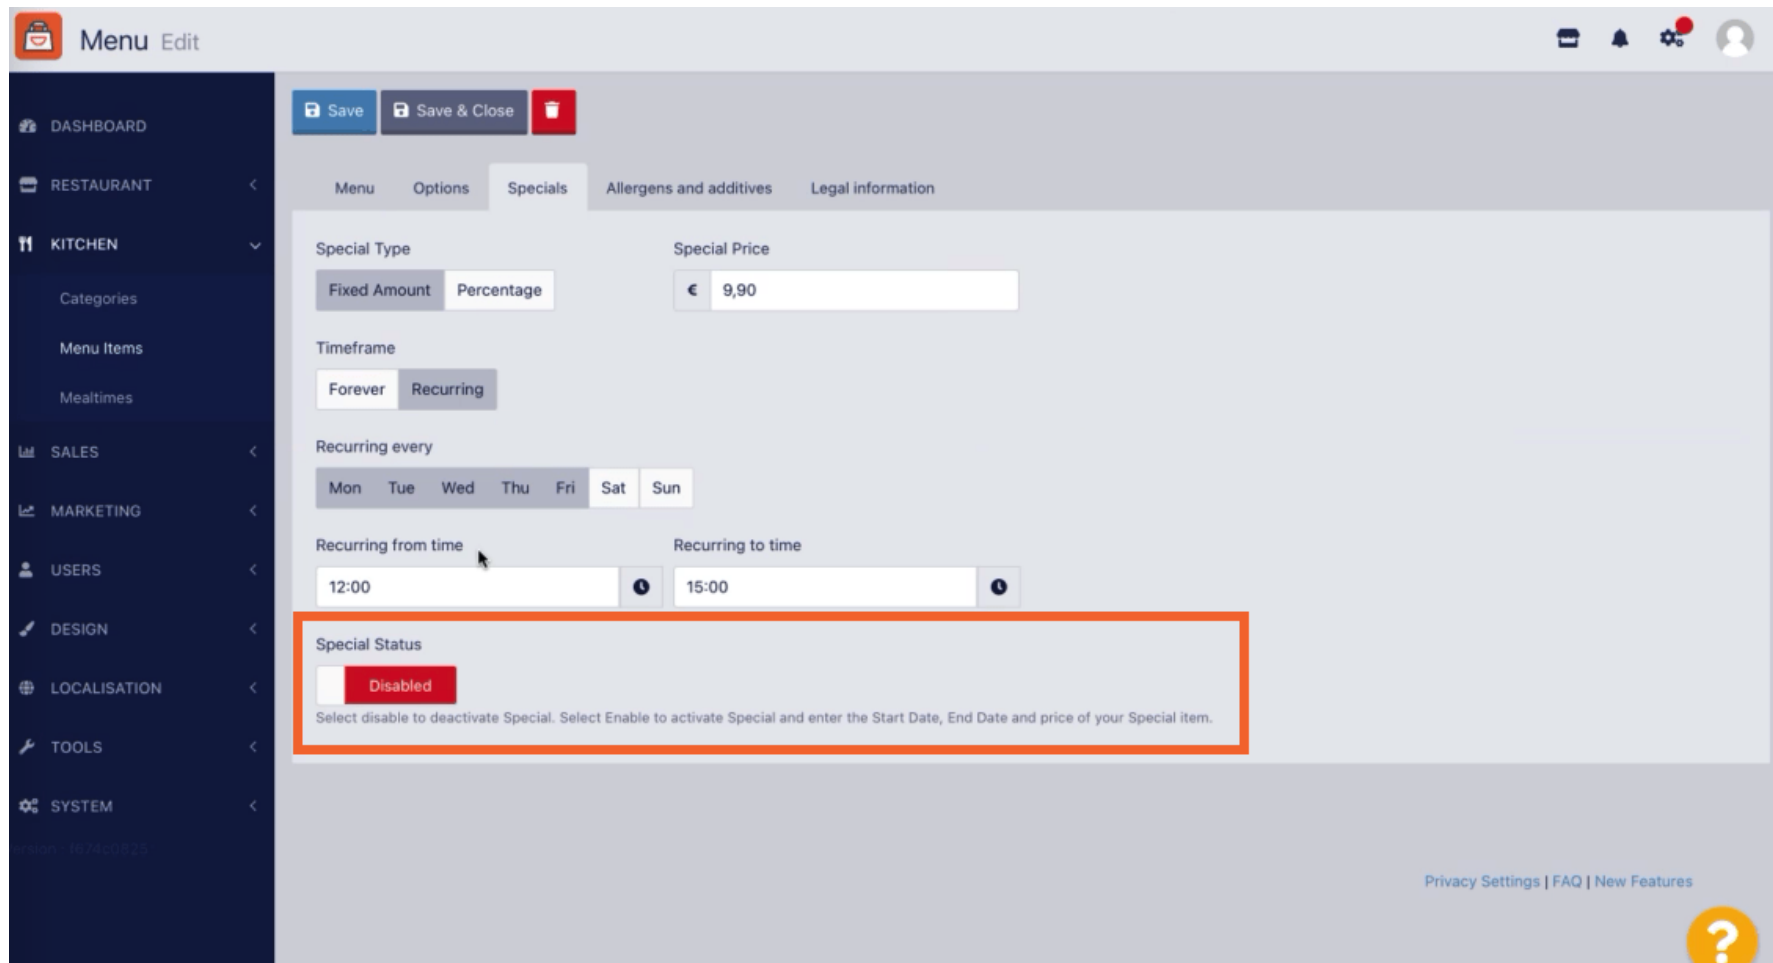 Menu Edit
Save
Save & Close
DASHBOARD
RESTAURANT
KITCHEN
Categories
Menu Items
Mealtimes
SALES
MARKETING
USERS
DESIGN
LOCALISATION
TOOLS
SYSTEM
Menu
Options
Specials
Allergens and additives
Legal information
Special Type
Special Price
Fixed Amount
Percentage
€ 9,90
Timeframe
Forever
Recurring
Recurring every
Mon Tue Wed Thu Fri Sat Sun
Recurring from time
Recurring to time
12:00
15:00
Special Status
Disabled
Select disable to deactivate Special. Select Enable to activate Special and enter the Start Date, End Date and price of your Special item.
Privacy Settings | FAQ | New Features
?